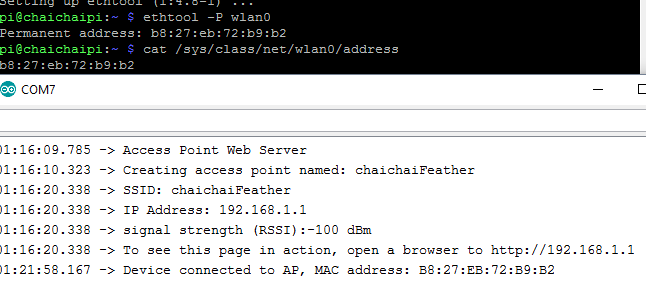 Setting up ethtool (1:4.8-1) ...
pi@chaichaipi:~ $ ethtool -P wlan0
Permanent address: b8:27:eb:72:b9:b2
pi@chaichaipi:~ $ cat /sys/class/net/wlan0/address
b8:27:eb:72:b9:b2
COM7
01:16:09.785 -> Access Point Web Server
01:16:10.323 -> Creating access point named: chaichaiFeather
01:16:20.338 -> SSID: chaichaiFeather
01:16:20.338 -> IP Address: 192.168.1.1
01:16:20.338 -> signal strength (RSSI):-100 dBm
01:16:20.338 -> To see this page in action, open a browser to http://192.168.1.1
01:21:58.167 -> Device connected to AP, MAC address: B8:27:EB:72:B9:B2